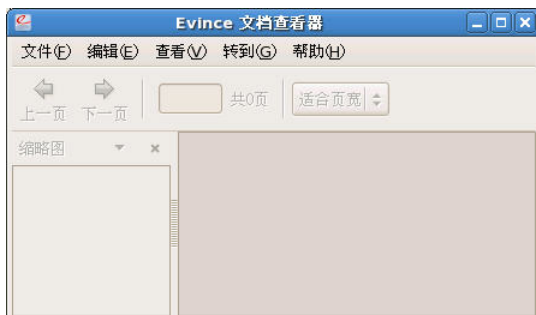 Evince 文档查看器
文件(F) 编辑(E) 查看(V) 转到(G) 帮助(H)
上一页 下一页 共0页 适合页宽
缩略图